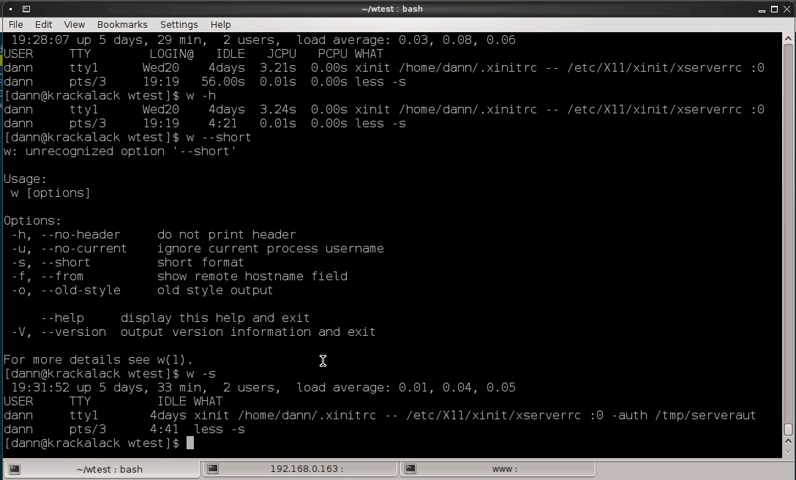 ~/wtest : bash
File Edit View Bookmarks Settings Help
19:28:07 up 5 days, 29 min, 2 users, load average: 0.03, 0.08, 0.06
USER TTY LOGIN@ IDLE JCPU PCPU WHAT
dann tty1 Wed20 4days 3.21s 0.00s xinit /home/dann/.xinitrc -- /etc/X11/xinit/xserverrc :0
dann pts/3 19:19 56.00s 0.01s 0.00s less -s
[dann@krackalack wtest]$ w -h
dann tty1 Wed20 4days 3.24s 0.00s xinit /home/dann/.xinitrc -- /etc/X11/xinit/xserverrc :0
dann pts/3 19:19 4:21 0.01s 0.00s less -s
[dann@krackalack wtest]$ w --short
w: unrecognized option '--short'
Usage:
w [options]
Options:
-h, --no-header do not print header
-u, --no-current ignore current process username
-s, --short short format
-f, --from show remote hostname field
-o, --old-style old style output
--help display this help and exit
-V, --version output version information and exit
For more details see w(1).
[dann@krackalack wtest]$ w -s
19:31:52 up 5 days, 33 min, 2 users, load average: 0.01, 0.04, 0.05
USER TTY IDLE WHAT
dann tty1 4days xinit /home/dann/.xinitrc -- /etc/X11/xinit/xserverrc :0 -auth /tmp/serveraut
dann pts/3 4:41 less -s
[dann@krackalack wtest]$
~/wtest : bash 192.168.0.163 : www :